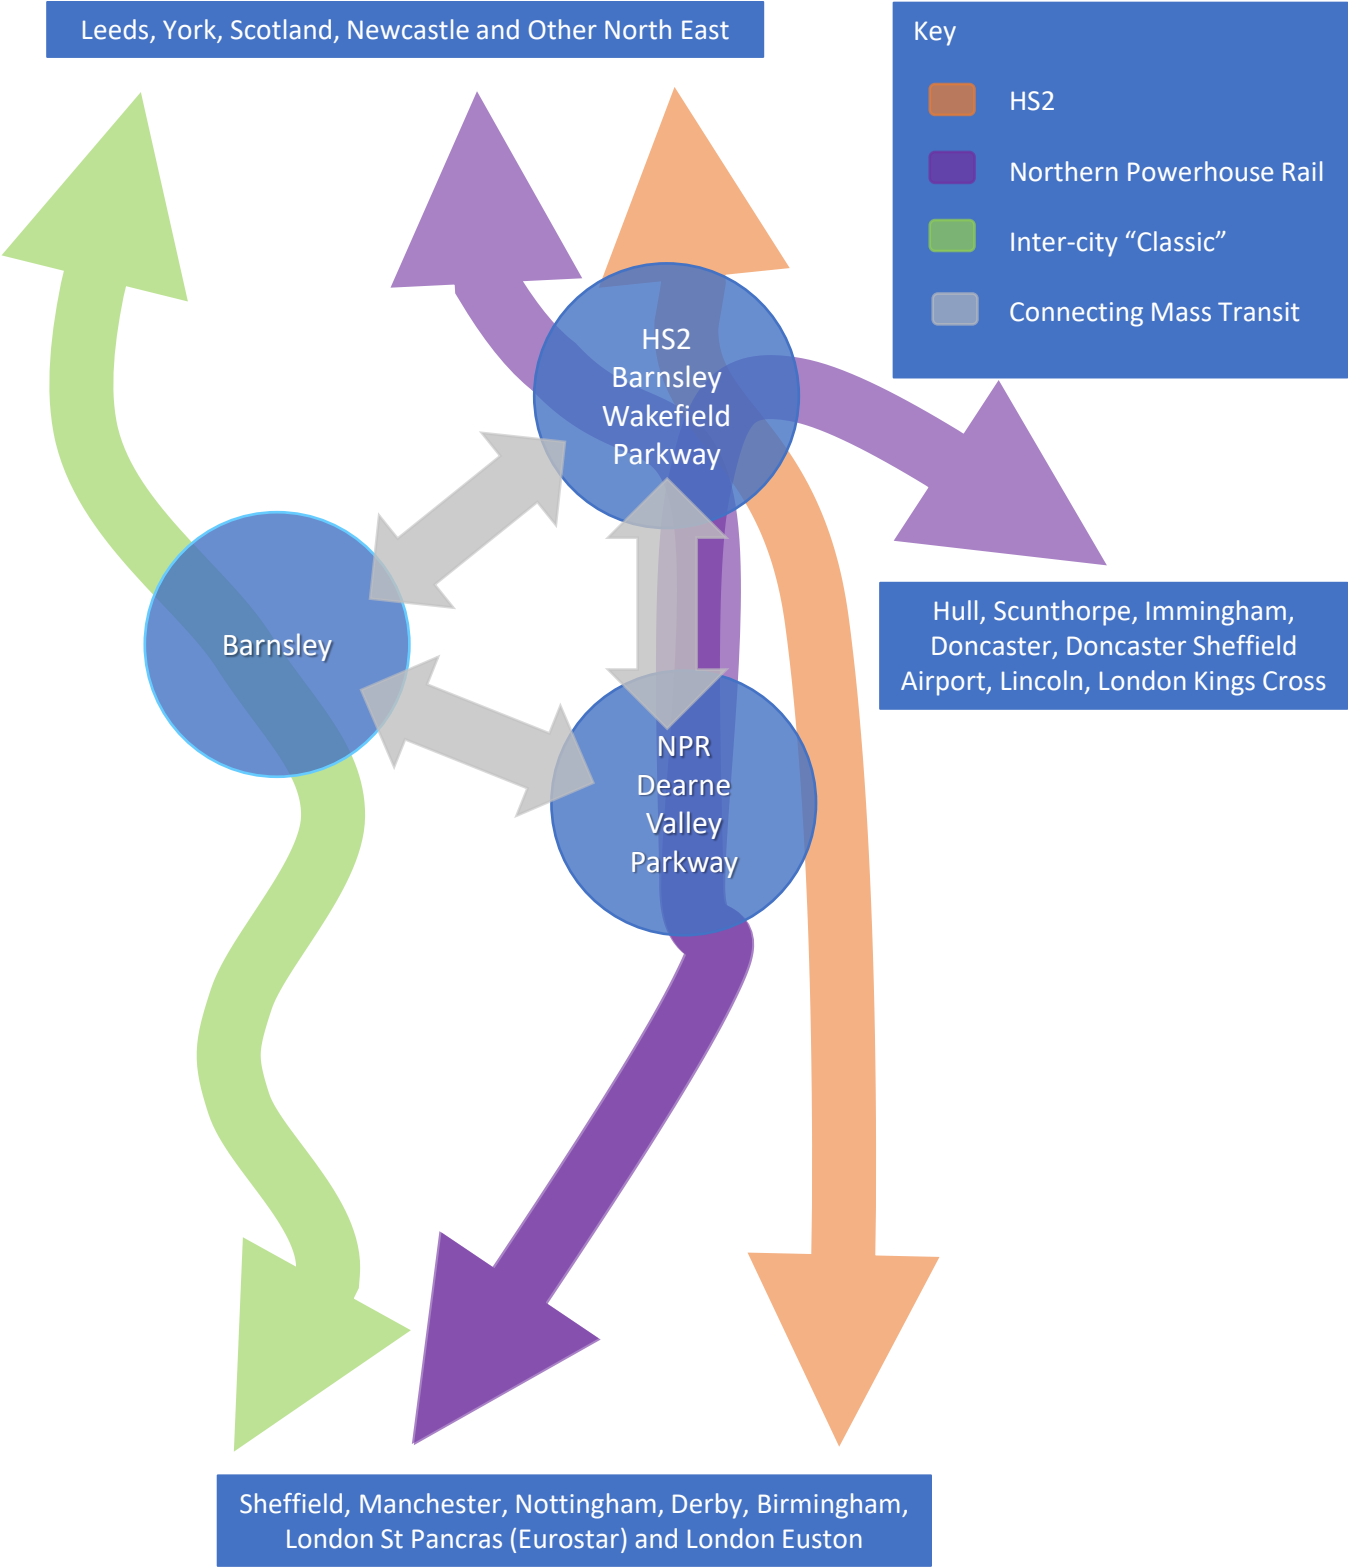 Leeds, York, Scotland, Newcastle and Other North East
Key
HS2
Northern Powerhouse Rail
Inter-city “Classic”
Connecting Mass Transit
HS2
Barnsley
Wakefield
Parkway
Hull, Scunthorpe, Immingham,
Doncaster, Doncaster Sheffield
Airport, Lincoln, London Kings Cross
Barnsley
NPR
Dearne
Valley
Parkway
Sheffield, Manchester, Nottingham, Derby, Birmingham,
London St Pancras (Eurostar) and London Euston